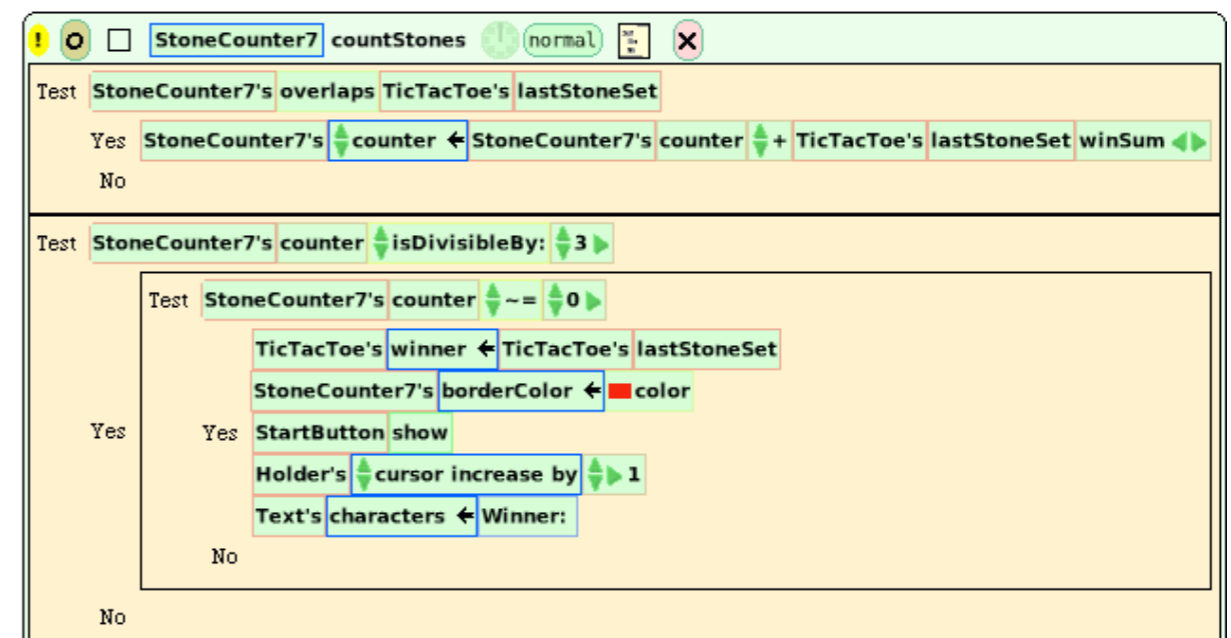 ! O StoneCounter7 countStones normal X
Test StoneCounter7's overlaps TicTacToe's lastStoneSet
Yes StoneCounter7's counter ← StoneCounter7's counter + TicTacToe's lastStoneSet winSum
No
Test StoneCounter7's counter isDivisibleBy: 3
Test StoneCounter7's counter ~= 0
TicTacToe's winner ← TicTacToe's lastStoneSet
StoneCounter7's borderColor ← color
Yes Yes StartButton show
Holder's cursor increase by 1
Text's characters ← Winner:
No
No